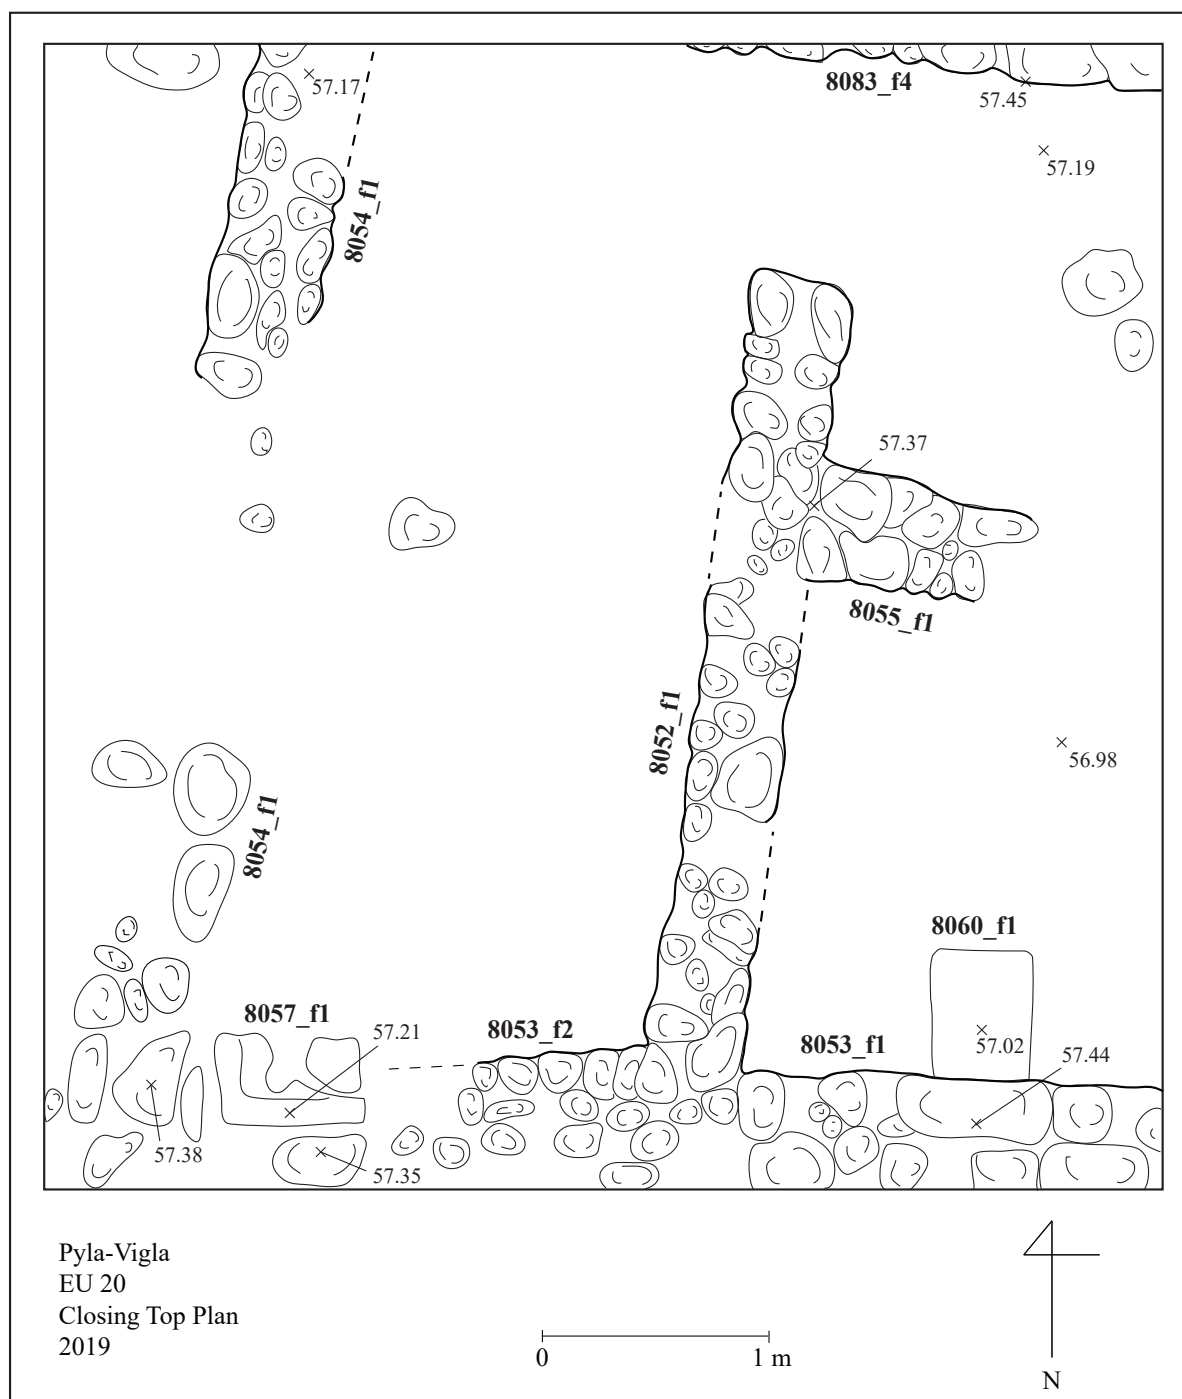 57.17
8083_f4
57.45
57.19
8054_f1
57.37
8055_f1
8052_f1
56.98
8054_f1
8060_f1
8057_f1
57.21
8053_f2
57.02
8053_f1
57.44
57.38
57.35
Pyla-Vigla
EU 20
Closing Top Plan
2019
0
1 m
N